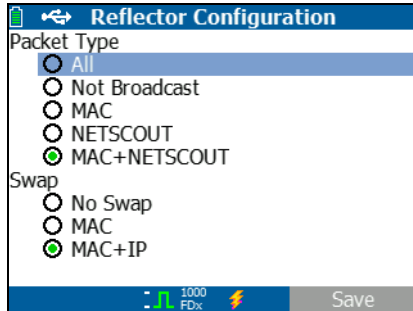 Reflector Configuration
Packet Type
All
Not Broadcast
MAC
NETSCOUT
MAC+NETSCOUT
Swap
No Swap
MAC
MAC+IP
1000
FDx
Save